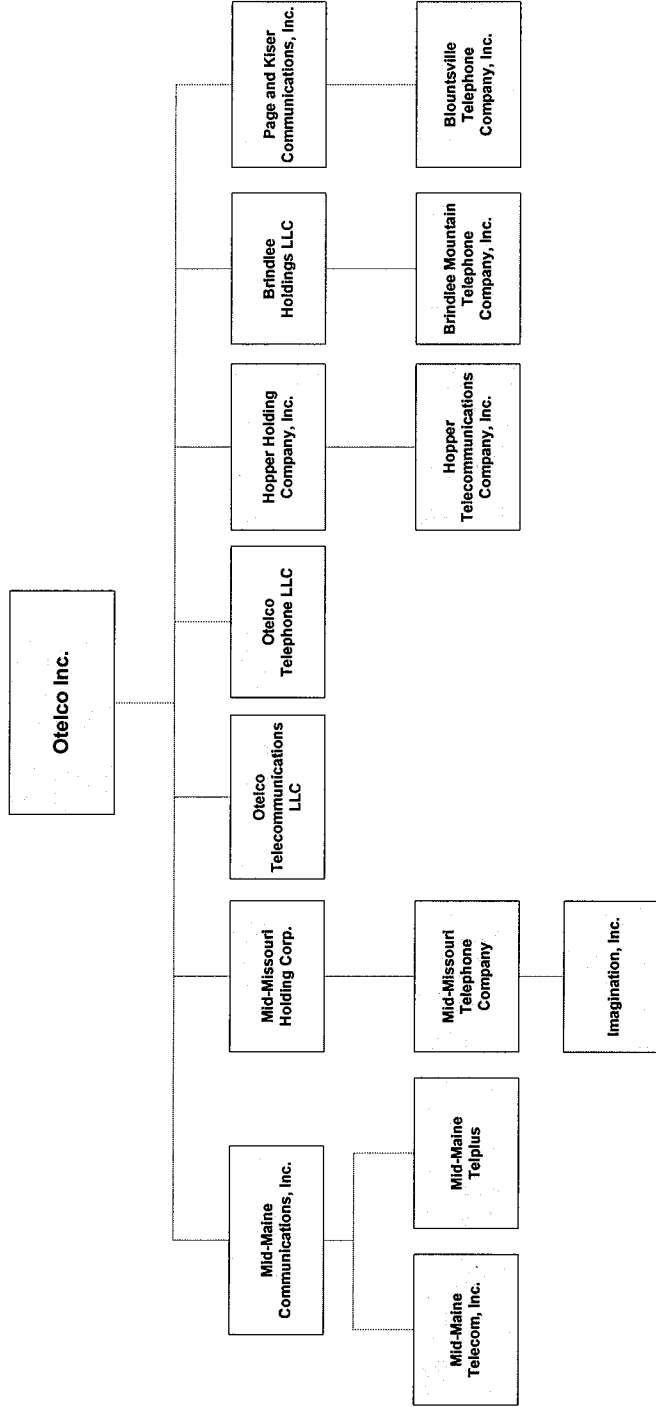 Otelco Inc.
Mid-Maine
Communications, Inc.
Mid-Missouri
Holding Corp.
Otelco
Telecommunications
LLC
Otelco
Telephone LLC
Hopper Holding
Company, Inc.
Brindlee
Holdings LLC
Page and Kiser
Communications, Inc.
Mid-Maine
Telecom, Inc.
Mid-Maine
Telplus
Mid-Missouri
Telephone
Company
Hopper
Telecommunications
Company, Inc.
Brindlee Mountain
Telephone
Company, Inc.
Blountsville
Telephone
Company, Inc.
Imagination, Inc.